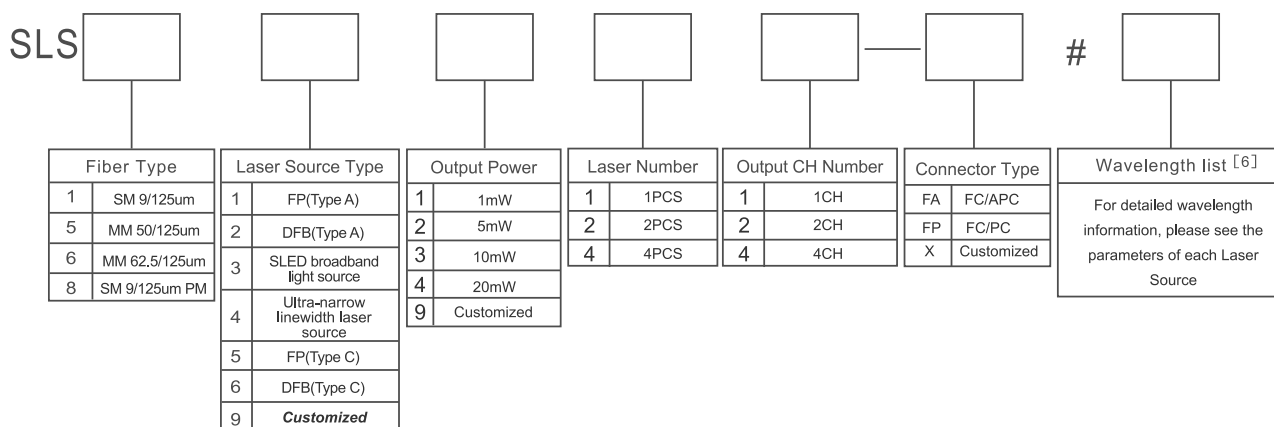 SLS — #
Fiber Type
1 SM 9/125um
5 MM 50/125um
6 MM 62.5/125um
8 SM 9/125um PM
Laser Source Type
1 FP(Type A)
2 DFB(Type A)
3 SLED broadband
light source
4 Ultra-narrow
linewidth laser
source
5 FP(Type C)
6 DFB(Type C)
9 Customized
Output Power
1 1mW
2 5mW
3 10mW
4 20mW
9 Customized
Laser Number
1 1PCS
2 2PCS
4 4PCS
Output CH Number
1 1CH
2 2CH
4 4CH
Connector Type
FA FC/APC
FP FC/PC
X Customized
Wavelength list [6]
For detailed wavelength
information, please see the
parameters of each Laser
Source